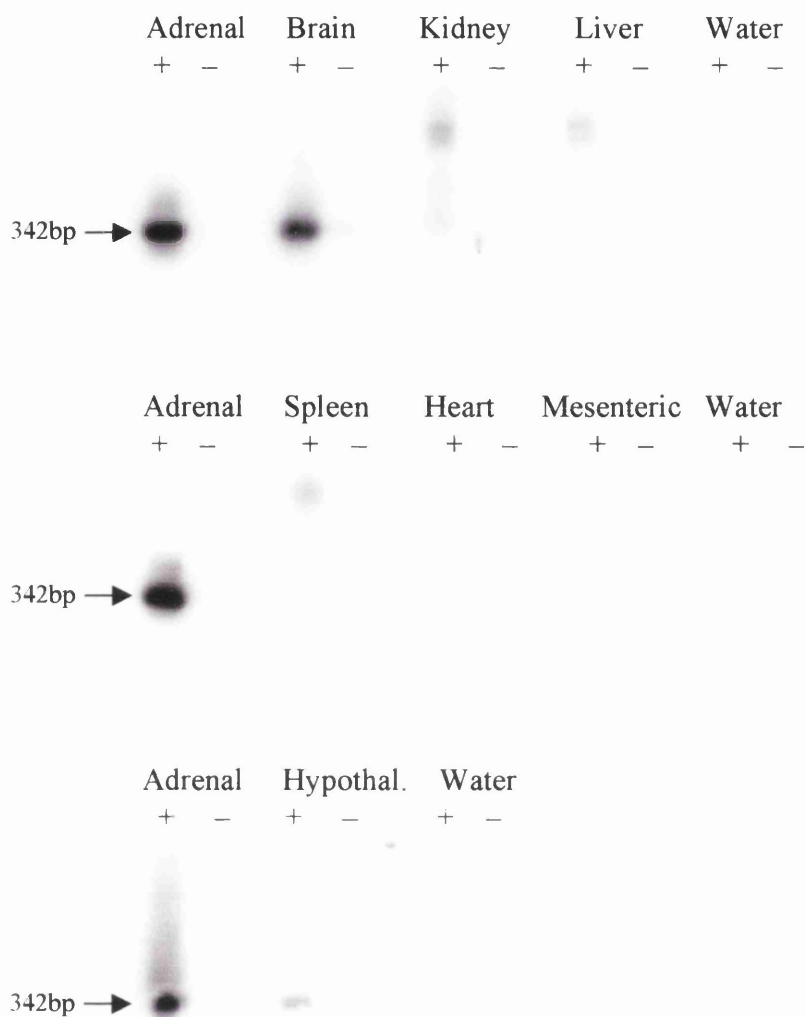 Adrenal Brain Kidney Liver Water
+ − + − + − + − + −
342bp
Adrenal Spleen Heart Mesenteric Water
+ − + − + − + − + −
342bp
Adrenal Hypothal. Water
+ − + − + −
342bp